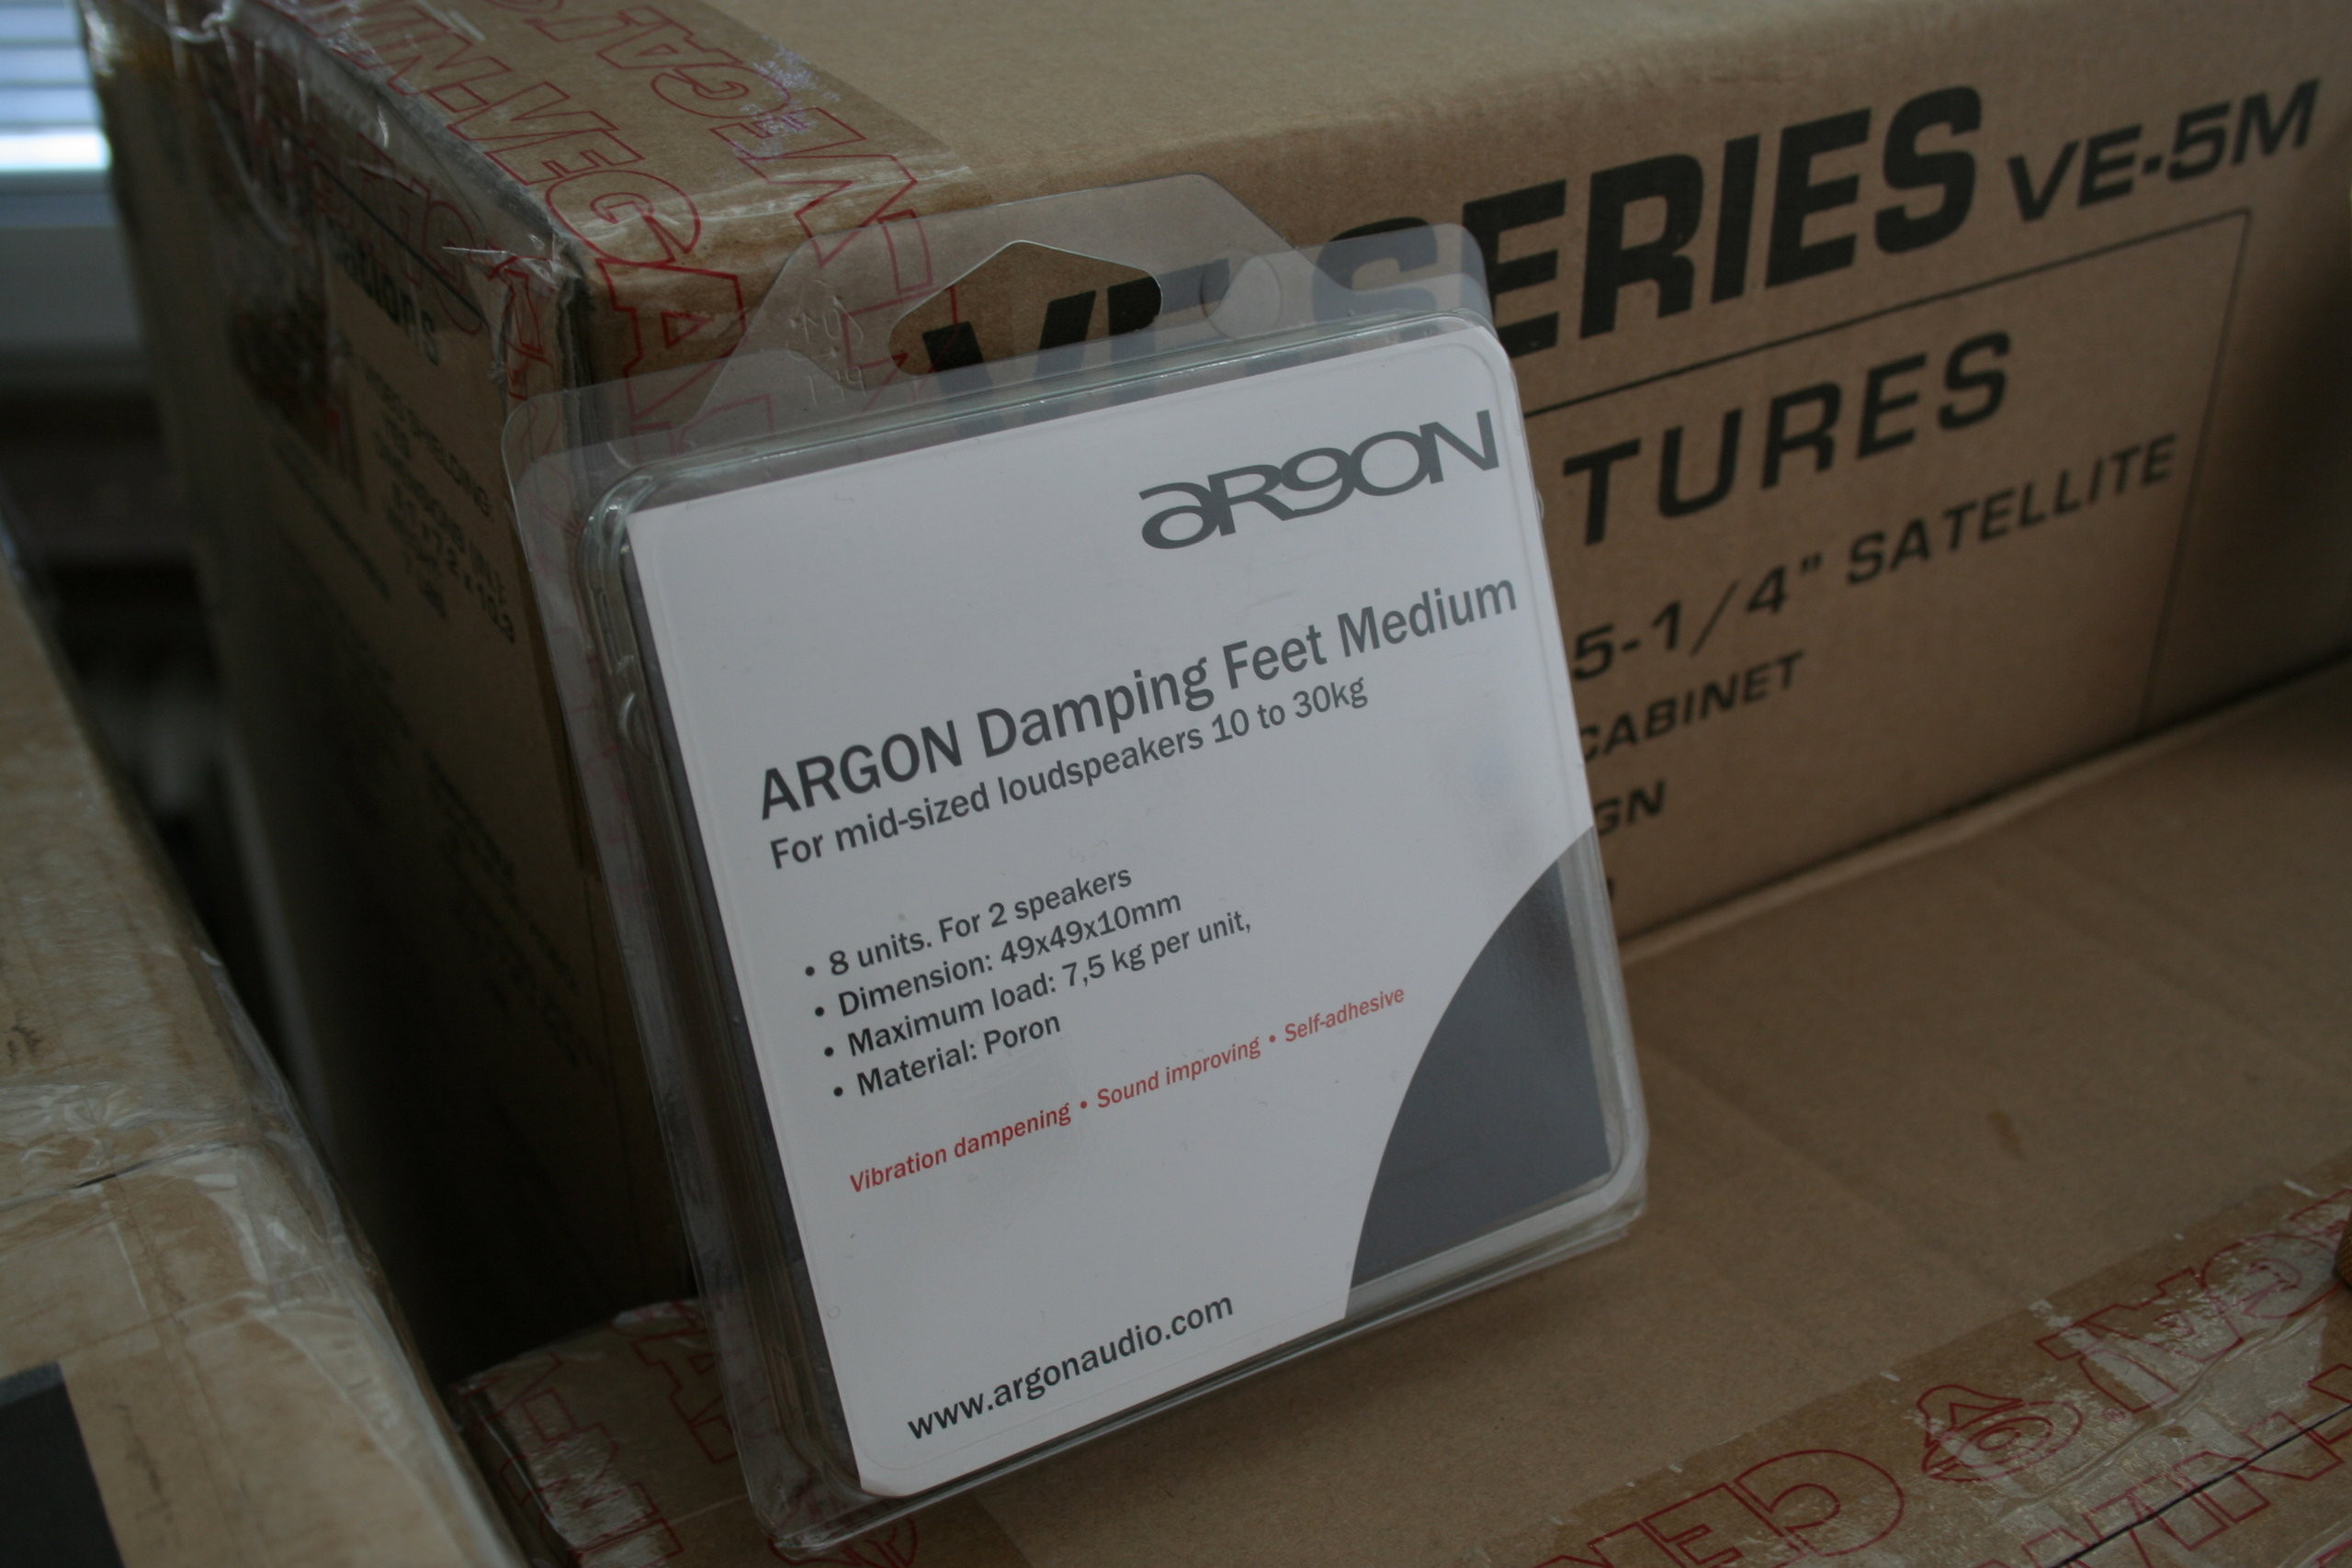 SERIES VE-5M
TURES
5-1/4" SATELLITE
CABINET
GN
ARGON
ARGON Damping Feet Medium
For mid-sized loudspeakers 10 to 30kg
• 8 units. For 2 speakers
• Dimension: 49x49x10mm
• Maximum load: 7,5 kg per unit,
• Material: Poron
Vibration dampening • Sound improving • Self-adhesive
www.argonaudio.com